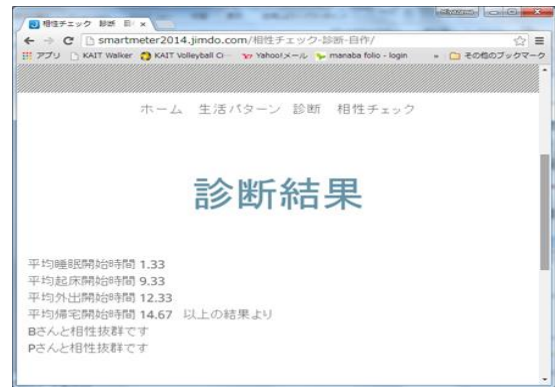 相性チェック 診断 自
smartmeter2014.jimdo.com/相性チェック-診断-自作/
アプリ KAIT Walker KAIT Volleyball Cl Yahoo!メール manaba folio - login » その他のブックマーク
ホーム 生活パターン 診断 相性チェック
診断結果
平均睡眠開始時間 1.33
平均起床開始時間 9.33
平均外出開始時間 12.33
平均帰宅開始時間 14.67 以上の結果より
Bさんと相性抜群です
Pさんと相性抜群です